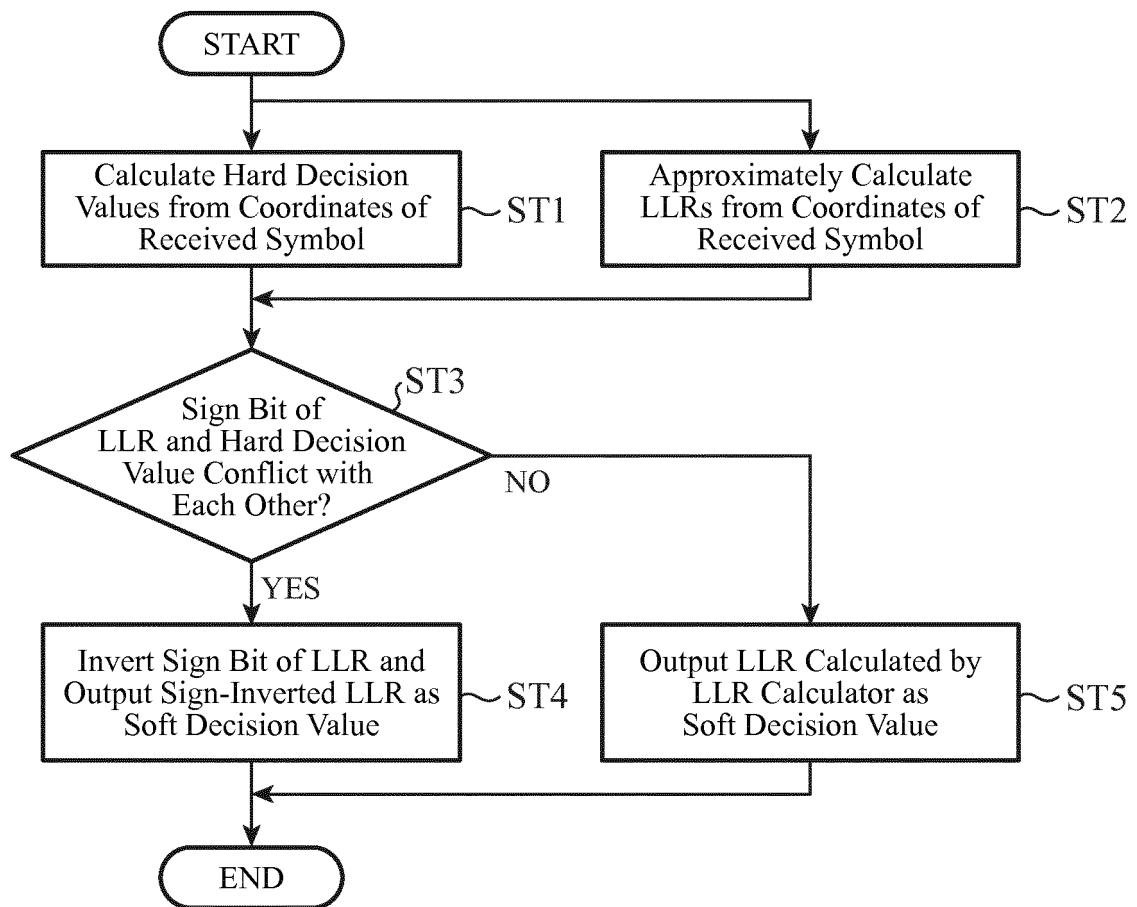 START
Calculate Hard Decision
Values from Coordinates of
Received Symbol
ST1
Approximately Calculate
LLRs from Coordinates of
Received Symbol
ST2
ST3
Sign Bit of
LLR and Hard Decision
Value Conflict with
Each Other?
NO
YES
Invert Sign Bit of LLR and
Output Sign-Inverted LLR as
Soft Decision Value
ST4
Output LLR Calculated by
LLR Calculator as
Soft Decision Value
ST5
END